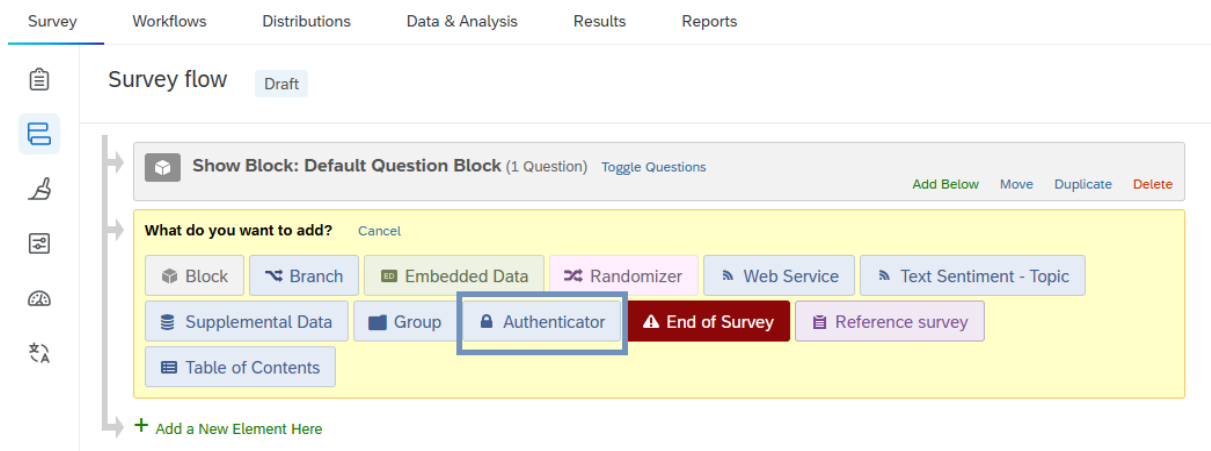 Survey Workflows Distributions Data & Analysis Results Reports
Survey flow Draft
Show Block: Default Question Block (1 Question) Toggle Questions
Add Below Move Duplicate Delete
What do you want to add? Cancel
Block Branch ED Embedded Data Randomizer Web Service Text Sentiment - Topic
Supplemental Data Group Authenticator End of Survey Reference survey
Table of Contents
+ Add a New Element Here